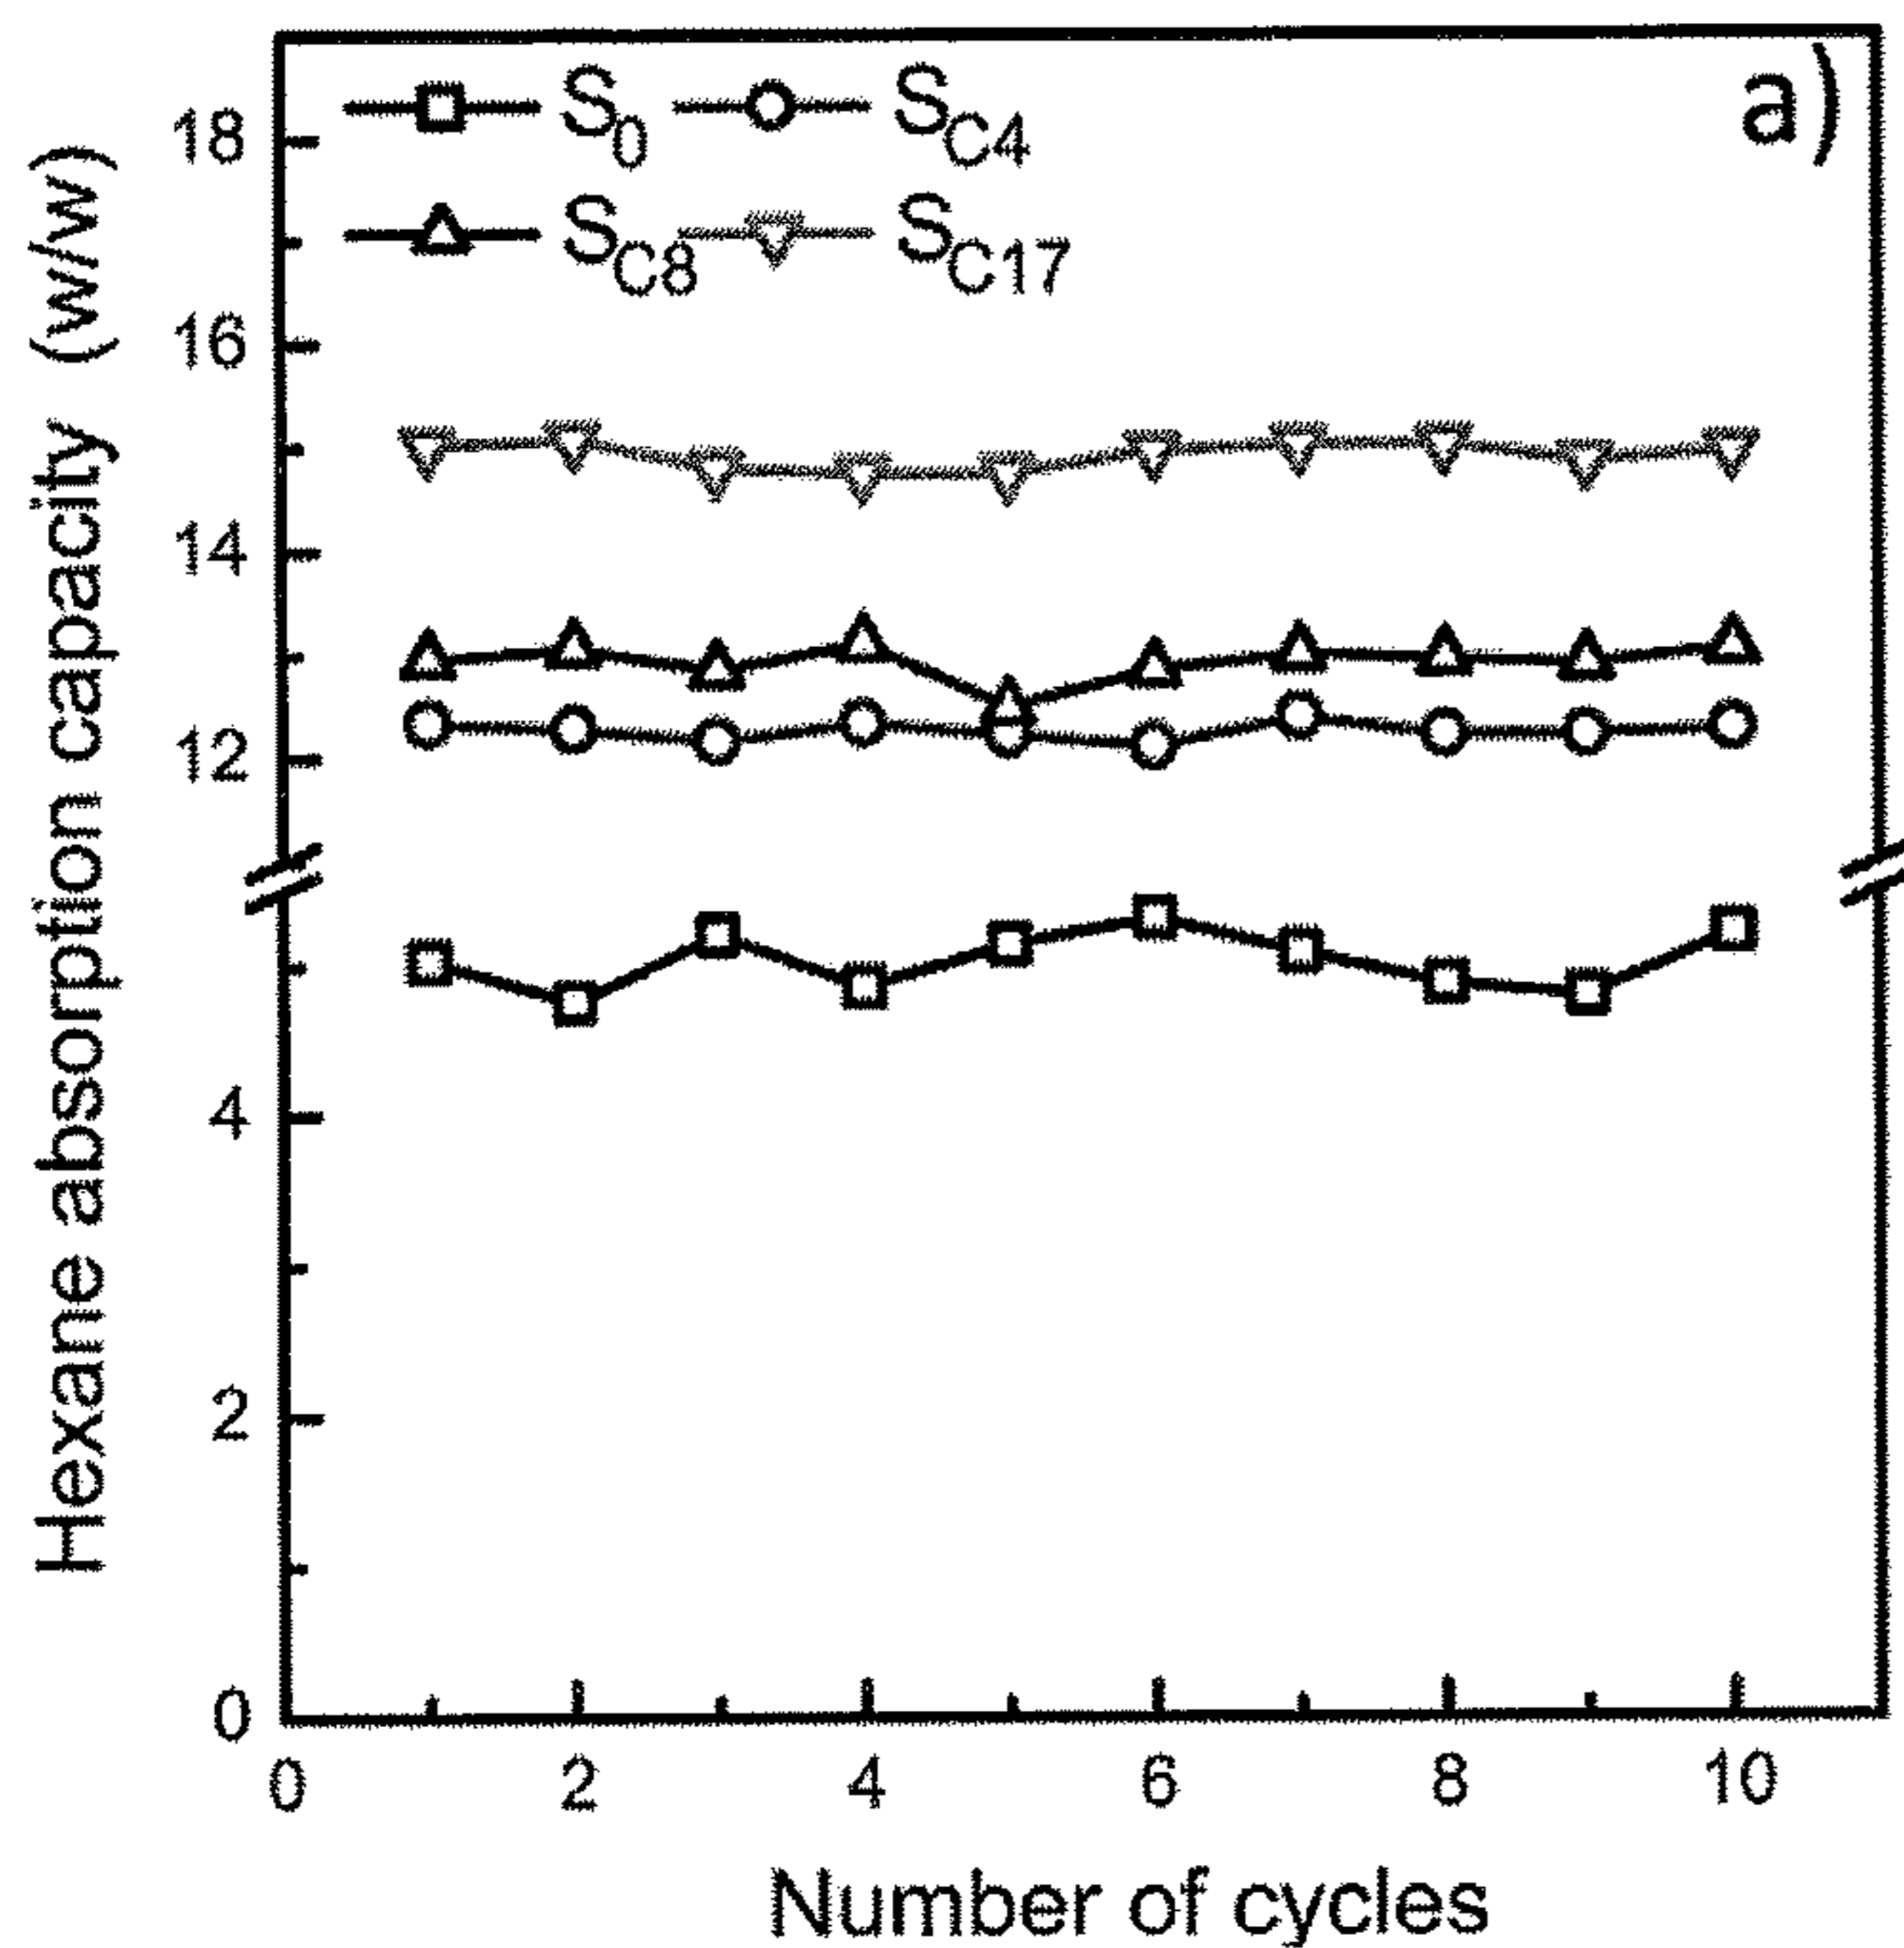 a)
S0 SC4
SC8 SC17
Hexane absorption capacity (w/w)
18
16
14
12
4
2
0
0 2 4 6 8 10
Number of cycles